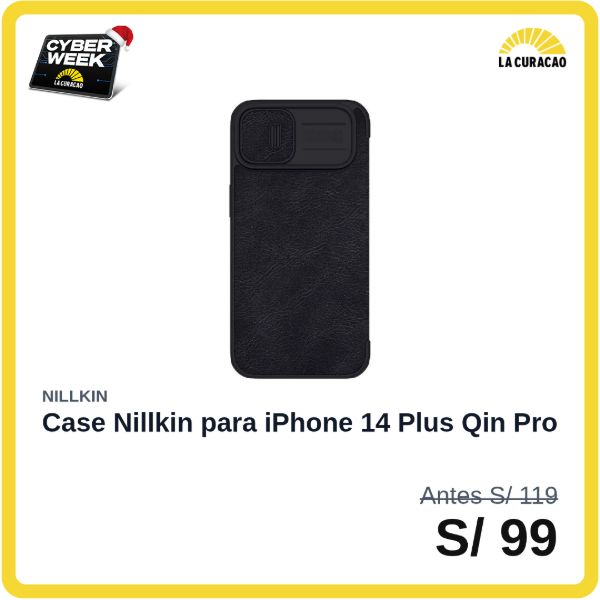 CYBER
WEEK
LA CURACAO
LA CURACAO
NILLKIN
Case Nillkin para iPhone 14 Plus Qin Pro
Antes S/ 119
S/ 99